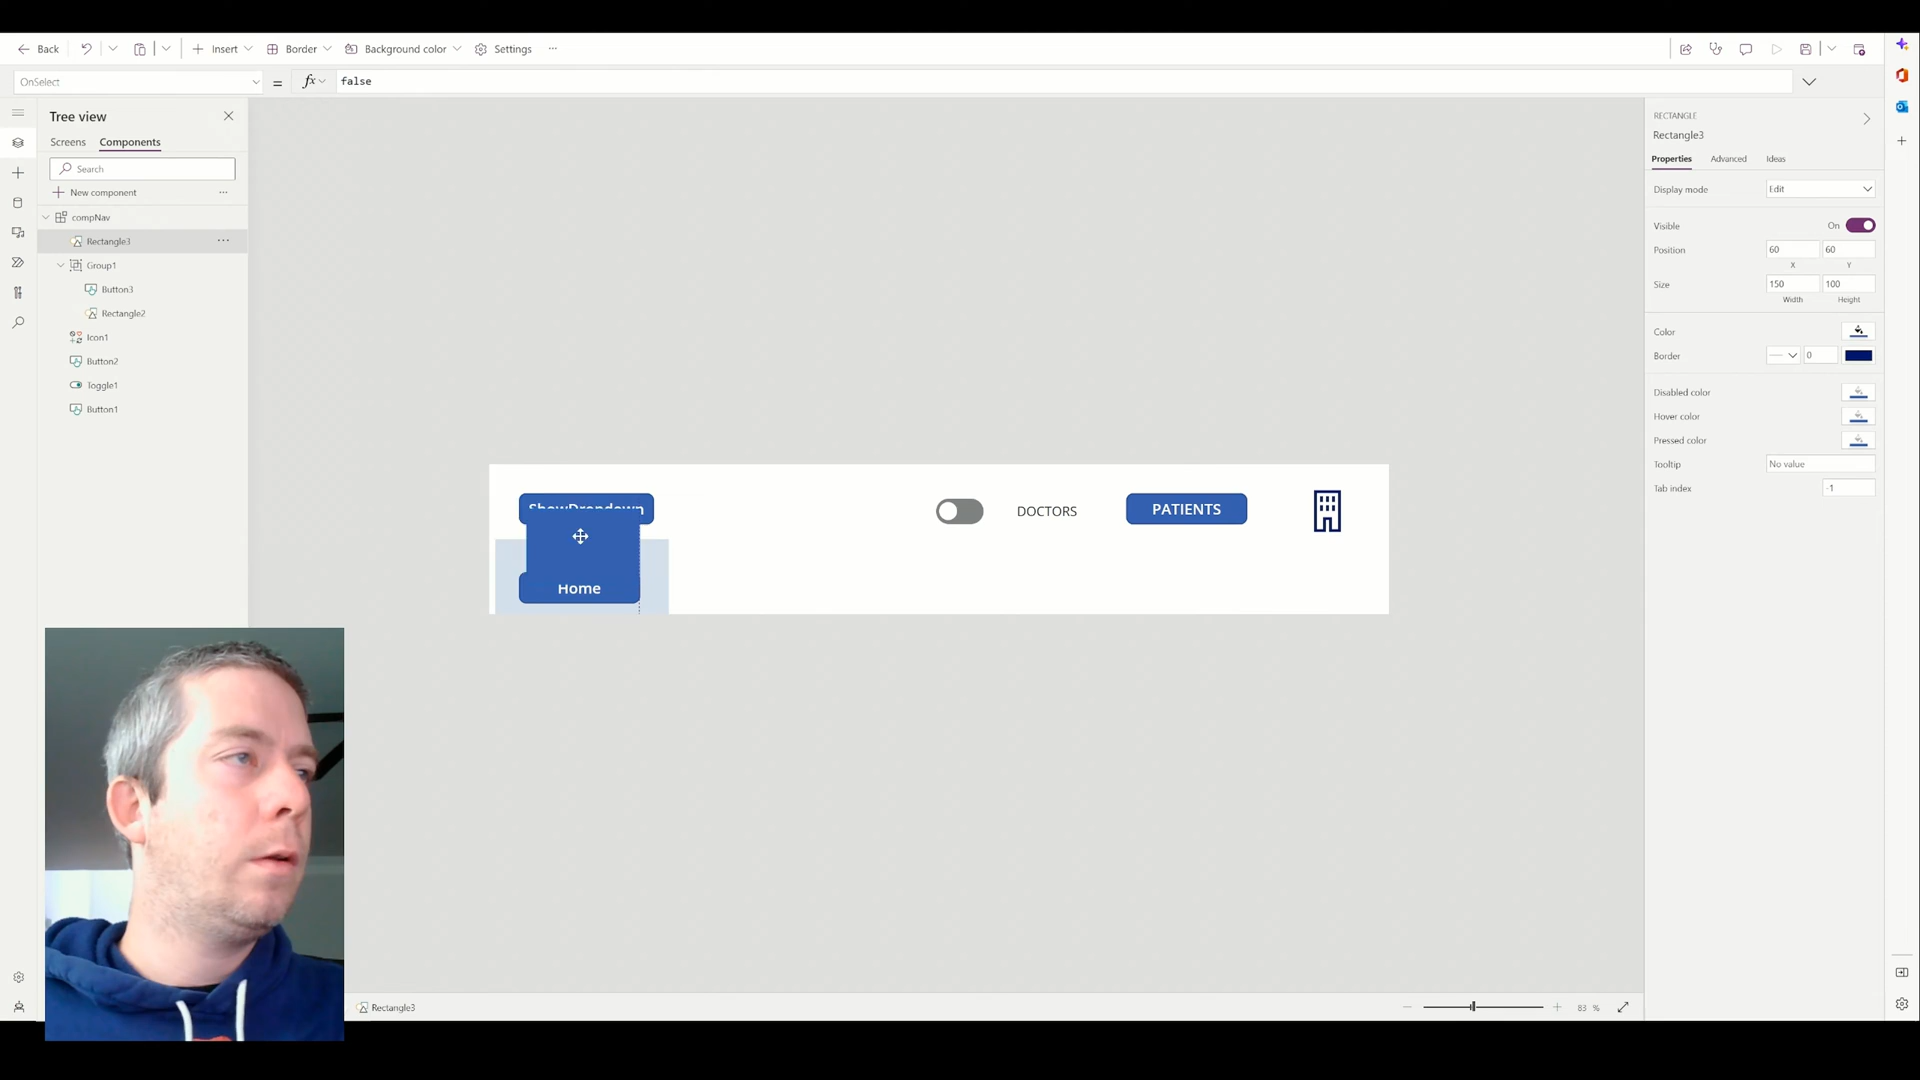 Back
Insert
Border
Background color
Settings
OnSelect
= fx false
Tree view
Screens Components
Search
New component
compNav
Rectangle3
Group1
Button3
Rectangle2
Icon1
Button2
Toggle1
Button1
ShowDropdown
Home
DOCTORS
PATIENTS
RECTANGLE
Rectangle3
Properties Advanced Ideas
Display mode Edit
Visible On
Position 60 60
X Y
Size 150 100
Width Height
Color
Border 0
Disabled color
Hover color
Pressed color
Tooltip No value
Tab index -1
Rectangle3
83 %